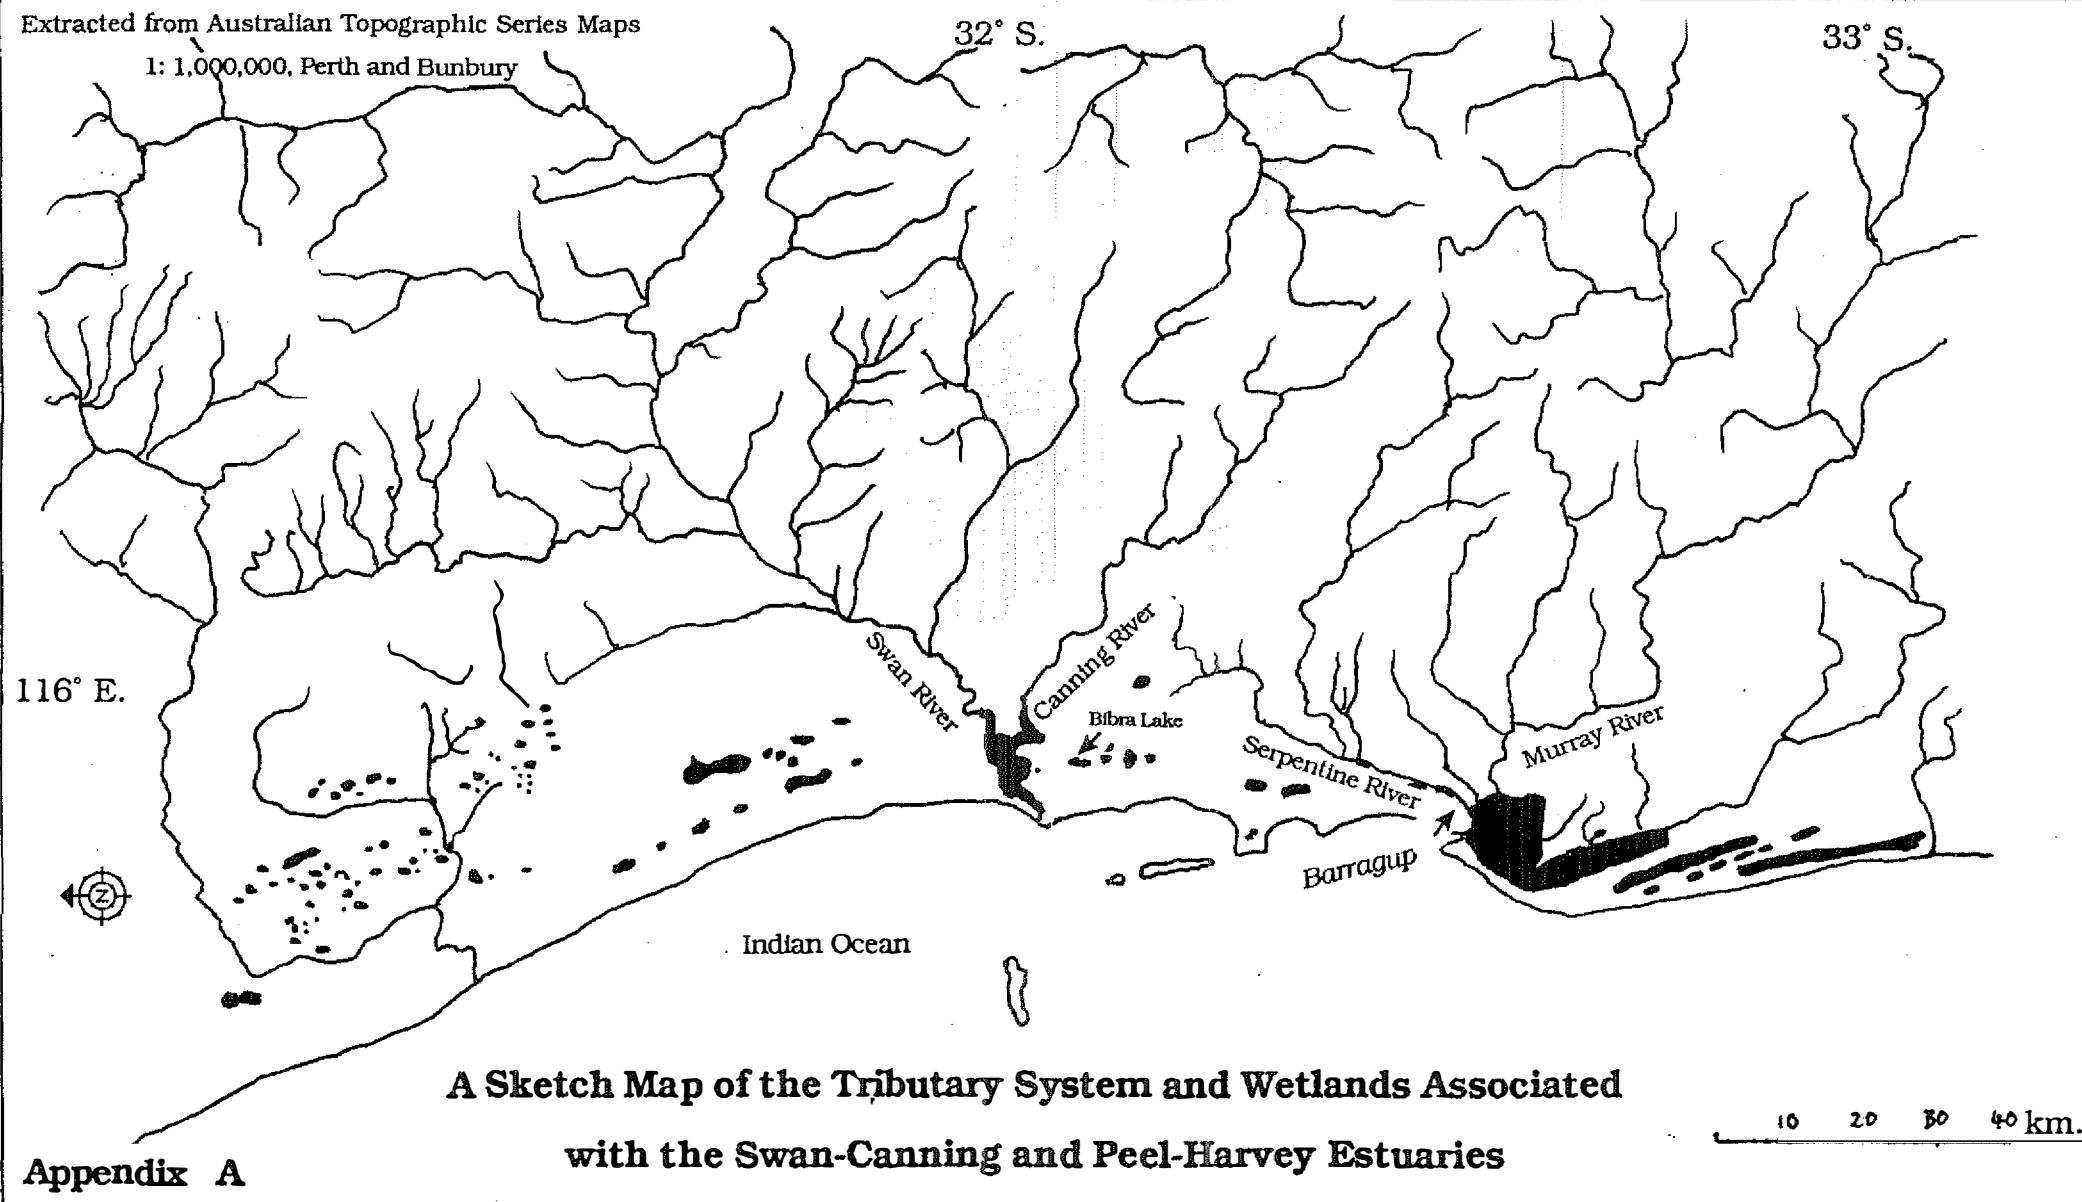 Extracted from Australian Topographic Series Maps
1: 1,000,000, Perth and Bunbury
32° S.
33° S.
116° E.
Swan River
Canning River
Bibra Lake
Serpentine River
Murray River
Barragup
Z
Indian Ocean
A Sketch Map of the Tributary System and Wetlands Associated
with the Swan-Canning and Peel-Harvey Estuaries
10 20 30 40 km.
Appendix A